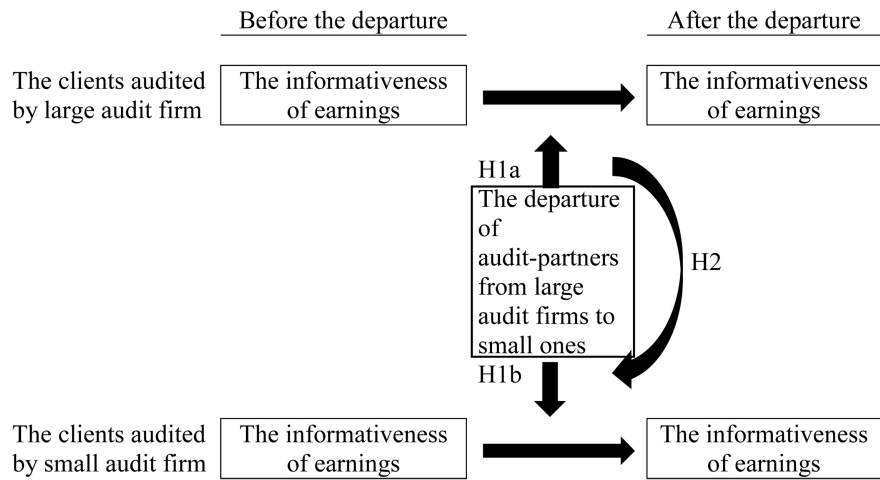 Before the departure
After the departure
The clients audited
by large audit firm
The informativeness
of earnings
The informativeness
of earnings
H1a
The departure
of
audit-partners
from large
audit firms to
small ones
H2
H1b
The clients audited
by small audit firm
The informativeness
of earnings
The informativeness
of earnings